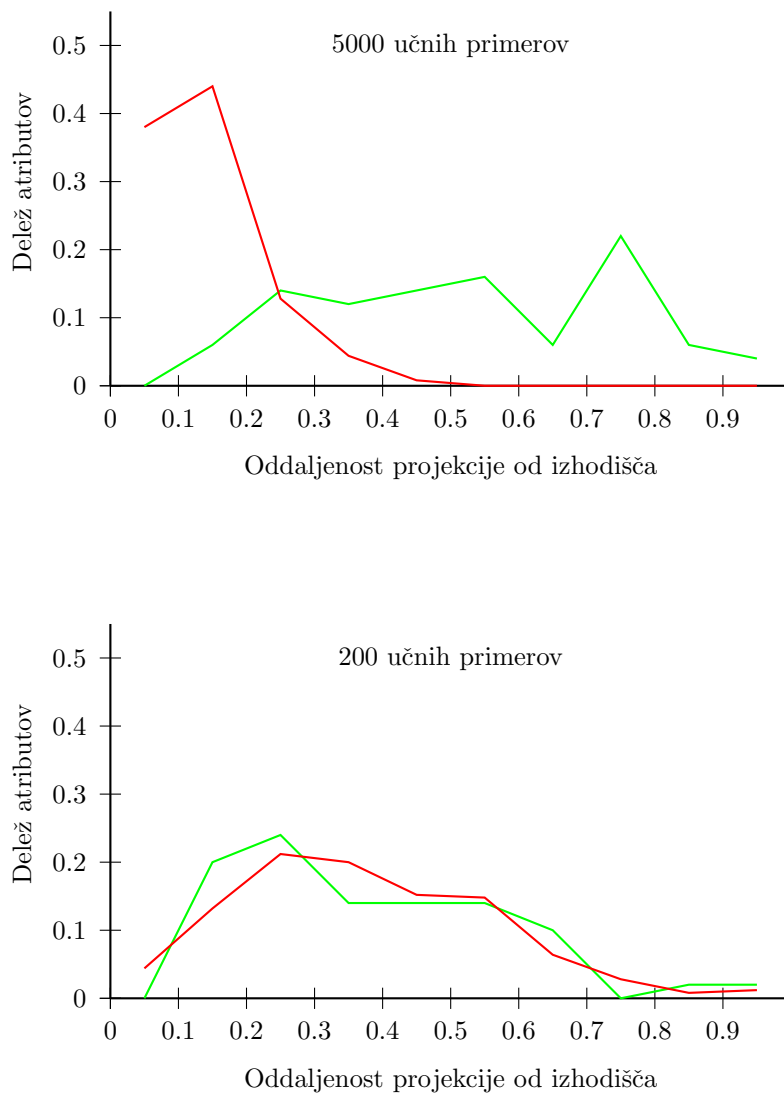 5000 učnih primerov
0.5
0.4
0.3
0.2
0.1
0
Delež atributov
0 0.1 0.2 0.3 0.4 0.5 0.6 0.7 0.8 0.9
Oddaljenost projekcije od izhodišča
200 učnih primerov
0.5
0.4
0.3
0.2
0.1
0
Delež atributov
0 0.1 0.2 0.3 0.4 0.5 0.6 0.7 0.8 0.9
Oddaljenost projekcije od izhodišča